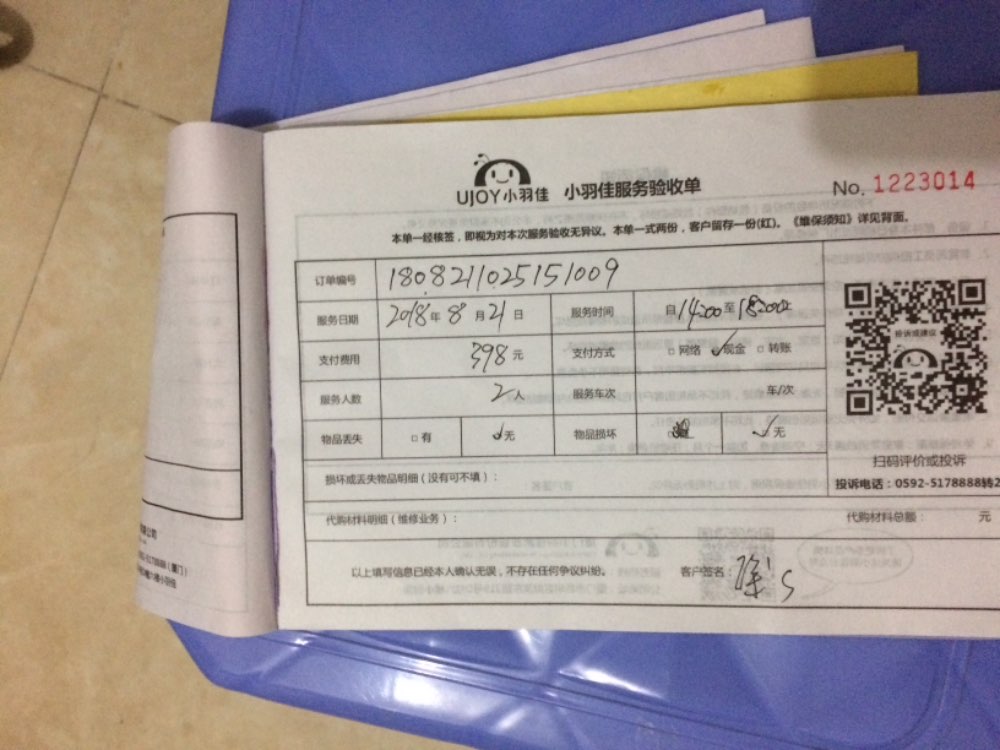 UJOY小羽佳 小羽佳服务验收单
No. 1223014
本单一经核签，即视为对本次服务验收无异议。本单一式两份，客户留存一份(红)。《维保须知》详见背面。
订单编号 1808211025151009
服务日期 2018年8月21日 服务时间 自14:00至18:00
支付费用 398元 支付方式 □网络 ✓现金 □转账
服务人数 2人 服务车次 车/次
物品丢失 □有 ✓无 物品损坏 ✓无
投诉或建议
扫码评价或投诉
投诉电话：0592-5178888转2
损坏或丢失物品明细（没有可不填）：
代购材料明细（维修业务）： 代购材料总额： 元
以上填写信息已经本人确认无误，不存在任何争议纠纷。 客户签名：